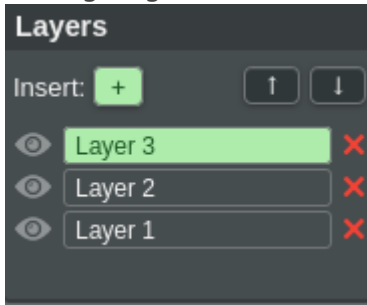 Layers
Insert: + ↑ ↓
Layer 3
Layer 2
Layer 1